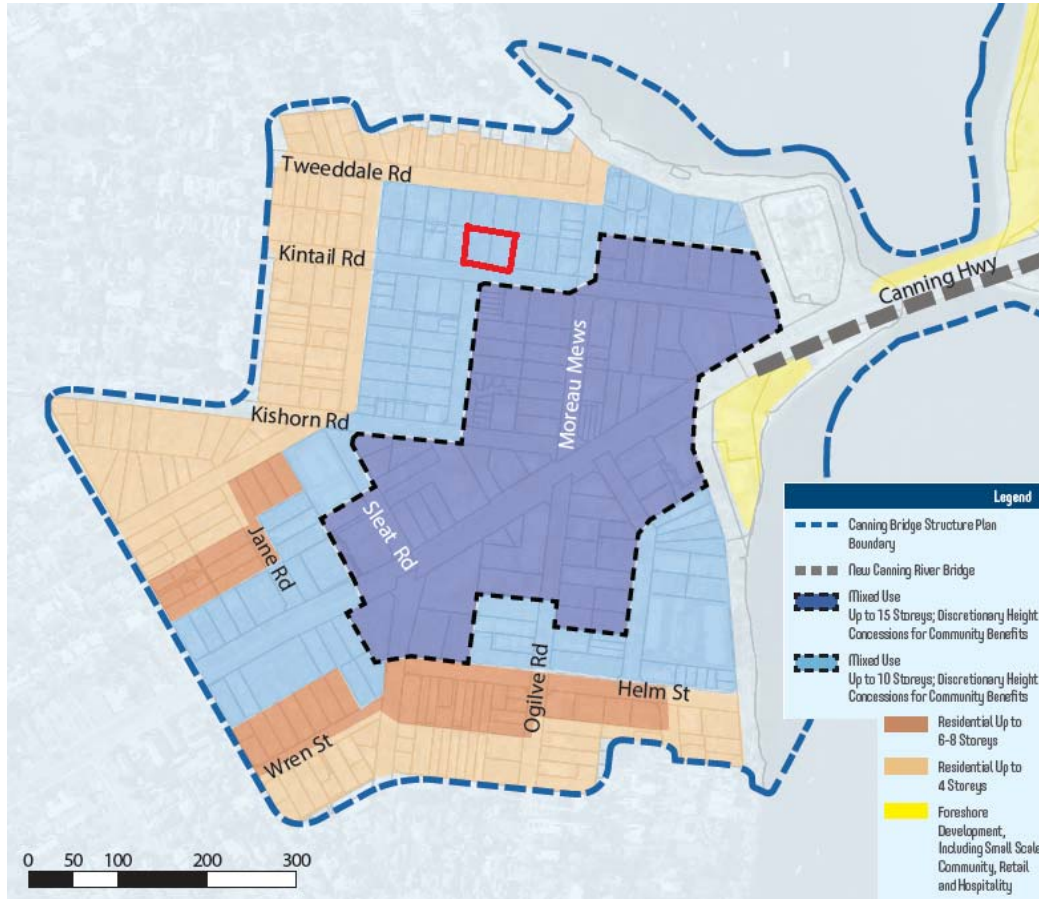 Tweeddale Rd
Kintail Rd
Canning Hwy
Moreau Mews
Kishorn Rd
Sleat Rd
Jane Rd
Ogilve Rd
Helm St
Wren St
0 50 100 200 300
Legend
Canning Bridge Structure Plan
Boundary
New Canning River Bridge
Mixed Use
Up to 15 Storeys; Discretionary Height
Concessions for Community Benefits
Mixed Use
Up to 10 Storeys; Discretionary Height
Concessions for Community Benefits
Residential Up to
6-8 Storeys
Residential Up to
4 Storeys
Foreshore
Development,
Including Small Scale
Community, Retail
and Hospitality